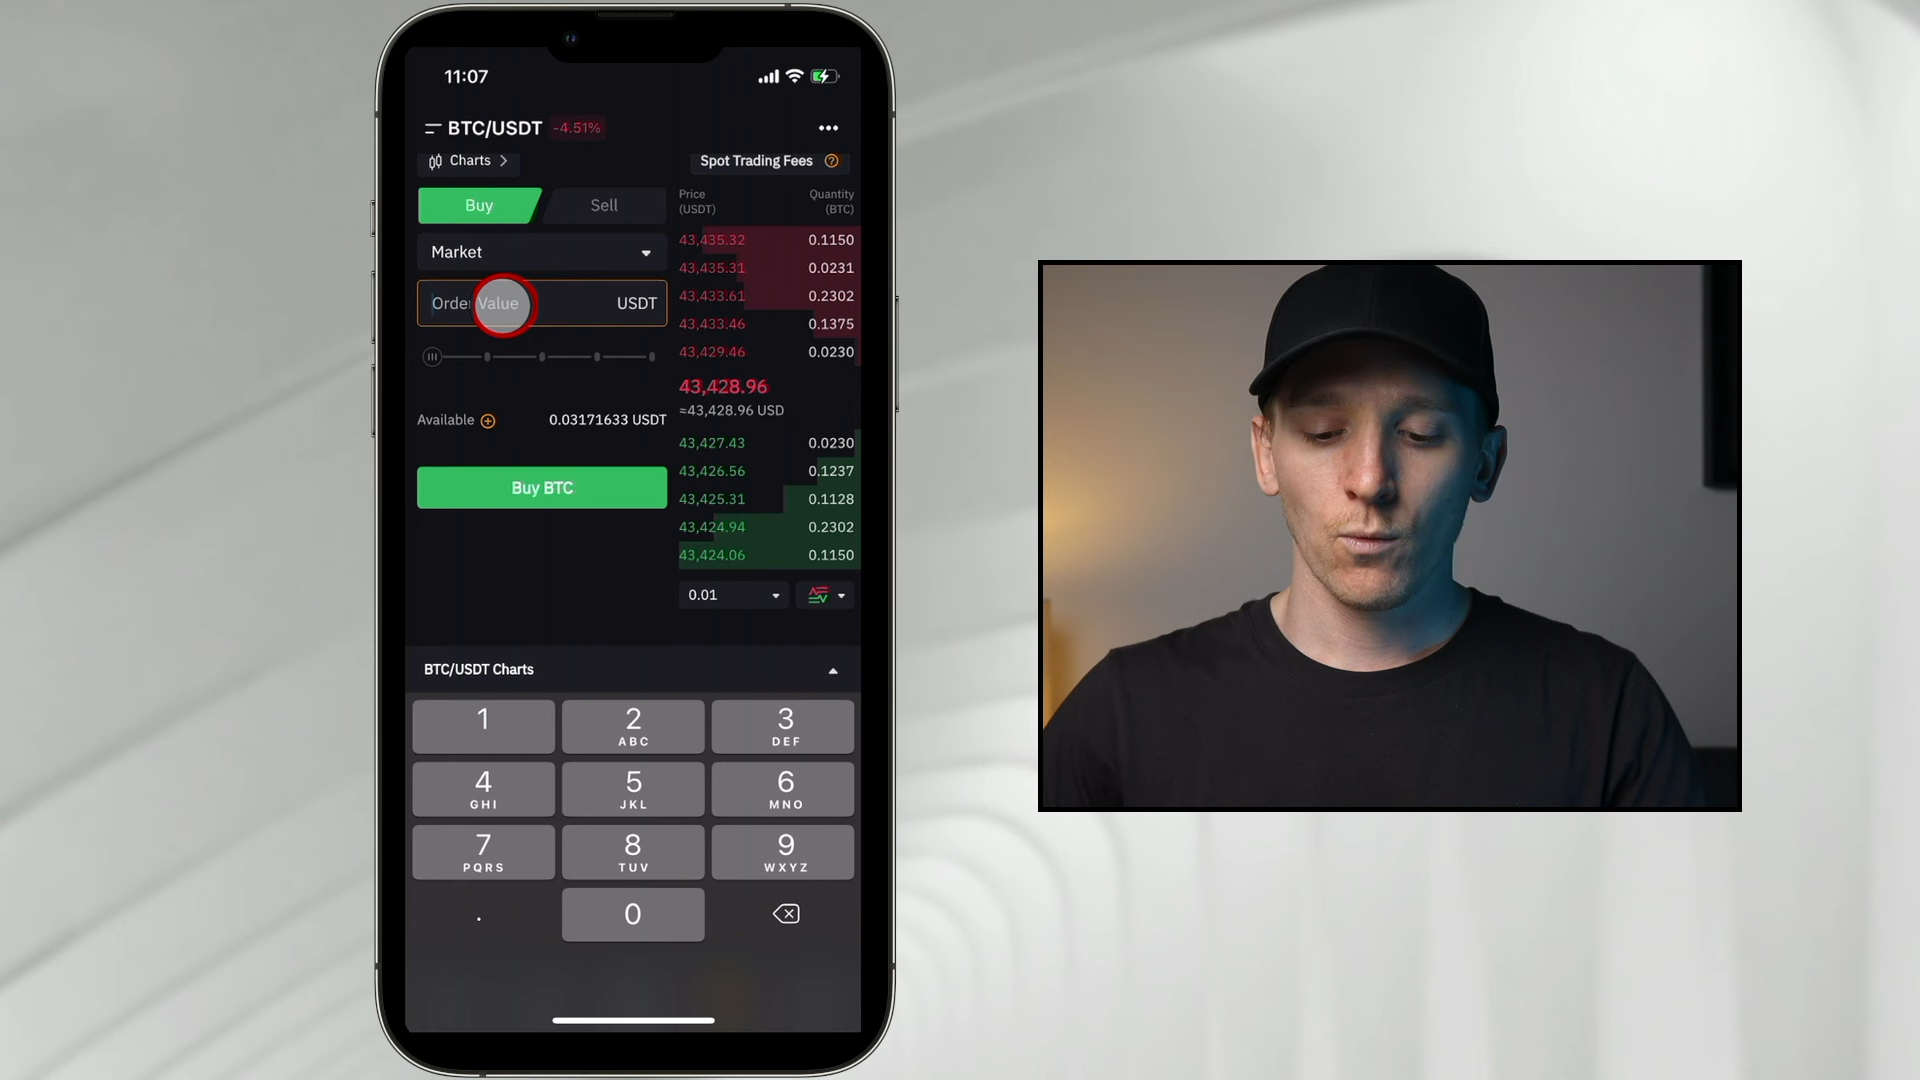 11:07
BTC/USDT -4.51%
Charts
Spot Trading Fees
Buy
Sell
Price (USDT)
Quantity (BTC)
Market
Order Value USDT
43,435.32 0.1150
43,435.31 0.0231
43,433.61 0.2302
43,433.46 0.1375
43,429.46 0.0230
43,428.96
≈43,428.96 USD
Available 0.03171633 USDT
43,427.43 0.0230
43,426.56 0.1237
43,425.31 0.1128
43,424.94 0.2302
43,424.06 0.1150
Buy BTC
0.01
BTC/USDT Charts
1
2 ABC
3 DEF
4 GHI
5 JKL
6 MNO
7 PQRS
8 TUV
9 WXYZ
.
0